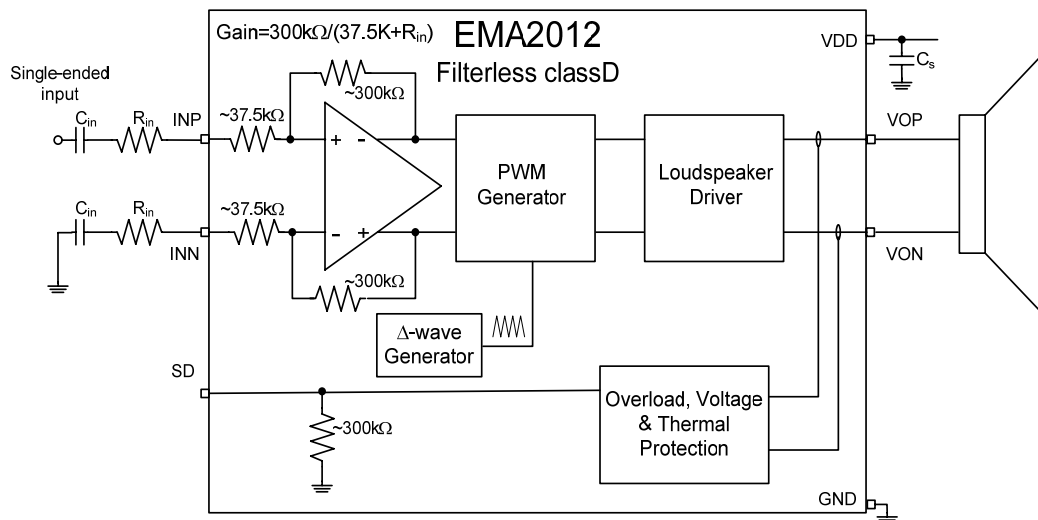 Gain=300kΩ/(37.5K+Rin)
EMA2012
Filterless classD
VDD
Cs
Single-ended
input
~300kΩ
Cin
Rin
INP
~37.5kΩ
VOP
+
-
PWM
Generator
Loudspeaker
Driver
Cin
Rin
INN
~37.5kΩ
-
+
VON
~300kΩ
Δ-wave
Generator
SD
~300kΩ
Overload, Voltage
& Thermal
Protection
GND